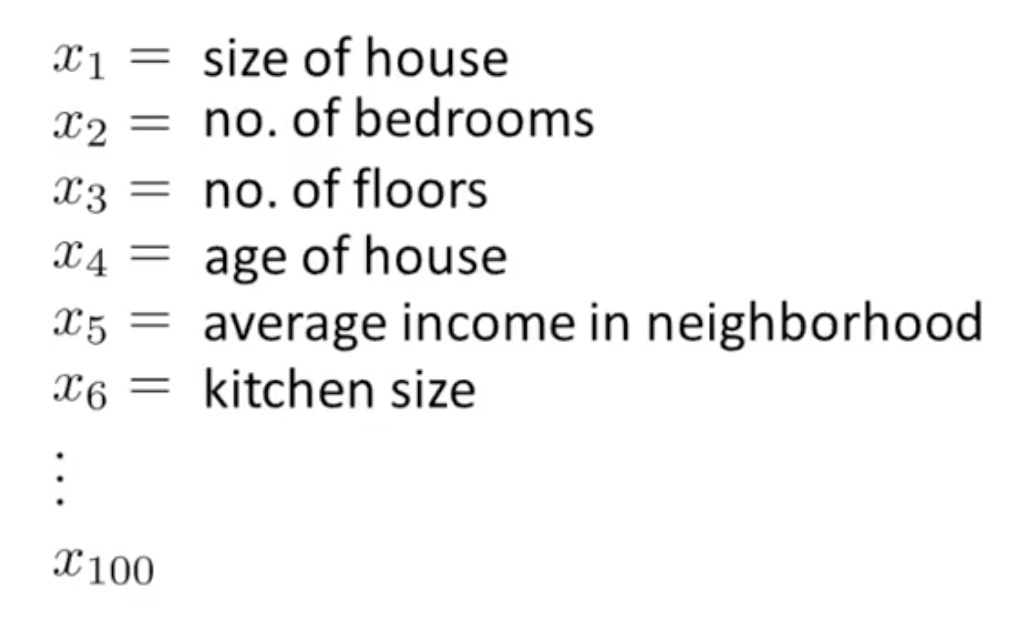 x₁ = size of house
x₂ = no. of bedrooms
x₃ = no. of floors
x₄ = age of house
x₅ = average income in neighborhood
x₆ = kitchen size
⋮
x₁₀₀